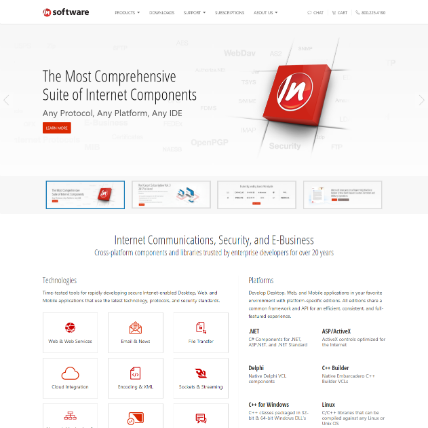 software
PRODUCTS DOWNLOADS SUPPORT SUBSCRIPTIONS ABOUT US CHAT CART
The Most Comprehensive
Suite of Internet Components
Any Protocol, Any Platform, Any IDE
LEARN MORE
WebDav
OpenPGP
Security
Internet Communications, Security, and E-Business
Cross-platform components and libraries trusted by enterprise developers for over 20 years
Technologies
Time-tested tools for rapidly developing secure Internet-enabled Desktop, Web, and
Mobile applications that use the latest technology, protocols, and security standards.
Web & Web Services
Email & News
File Transfer
Cloud Integration
Encoding & XML
Security & Streaming
Platforms
Develop Desktop, Web, and Mobile applications in your favorite
environment with platform-specific editions. All editions share a
common framework and API for an efficient, consistent, and full-
featured experience.
.NET
C# Components for .NET,
ASP.NET, and .NET Standard
ASP/ActiveX
ActiveX controls optimized for
the Internet
Delphi
Native Delphi VCL
components
C++ Builder
Native Embarcadero C++
Builder VCLs
C++ for Windows
C++ classes packaged in 32-
bit & 64-bit Windows DLL's
Linux
C/C++ libraries that can be
compiled against any Linux or
Unix OS